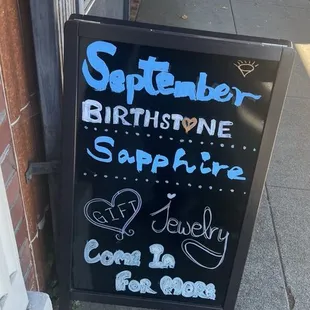 September
BIRTHSTONE
Sapphire
GIFT Jewelry
Come In
FOR MORE